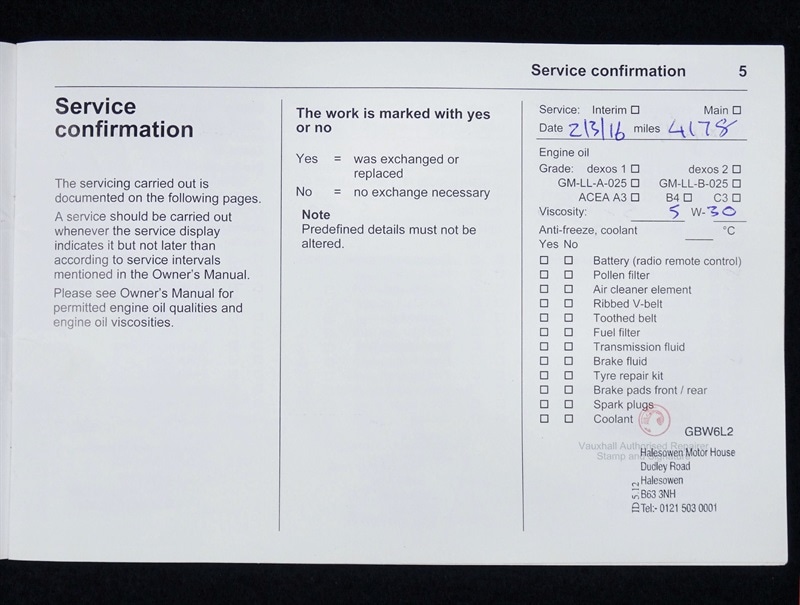 Service confirmation 5
Service
confirmation
The servicing carried out is
documented on the following pages.
A service should be carried out
whenever the service display
indicates it but not later than
according to service intervals
mentioned in the Owner's Manual.
Please see Owner's Manual for
permitted engine oil qualities and
engine oil viscosities.
The work is marked with yes
or no
Yes = was exchanged or
replaced
No = no exchange necessary
Note
Predefined details must not be
altered.
Service: Interim ☐ Main ☐
Date 2/3/16 miles 4178
Engine oil
Grade: dexos 1 ☐ dexos 2 ☐
GM-LL-A-025 ☐ GM-LL-B-025 ☐
ACEA A3 ☐ B4 ☐ C3 ☐
Viscosity: 5 W-30
Anti-freeze, coolant °C
Yes No
☐ ☐ Battery (radio remote control)
☐ ☐ Pollen filter
☐ ☐ Air cleaner element
☐ ☐ Ribbed V-belt
☐ ☐ Toothed belt
☐ ☐ Fuel filter
☐ ☐ Transmission fluid
☐ ☐ Brake fluid
☐ ☐ Tyre repair kit
☐ ☐ Brake pads front / rear
☐ ☐ Spark plugs
☐ ☐ Coolant
GBW6L2
Vauxhall Authorised Repairer
Stamp and
Halesowen Motor House
Dudley Road
Halesowen
B63 3NH
Tel:- 0121 503 0001